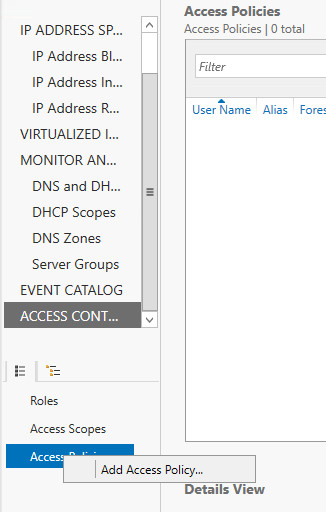 Access Policies
Access Policies | 0 total
Filter
User Name Alias Fores
IP ADDRESS SP...
IP Address Bl...
IP Address In...
IP Address R...
VIRTUALIZED I...
MONITOR AN...
DNS and DH...
DHCP Scopes
DNS Zones
Server Groups
EVENT CATALOG
ACCESS CONT...
Roles
Access Scopes
Access Policies
Add Access Policy...
Details View